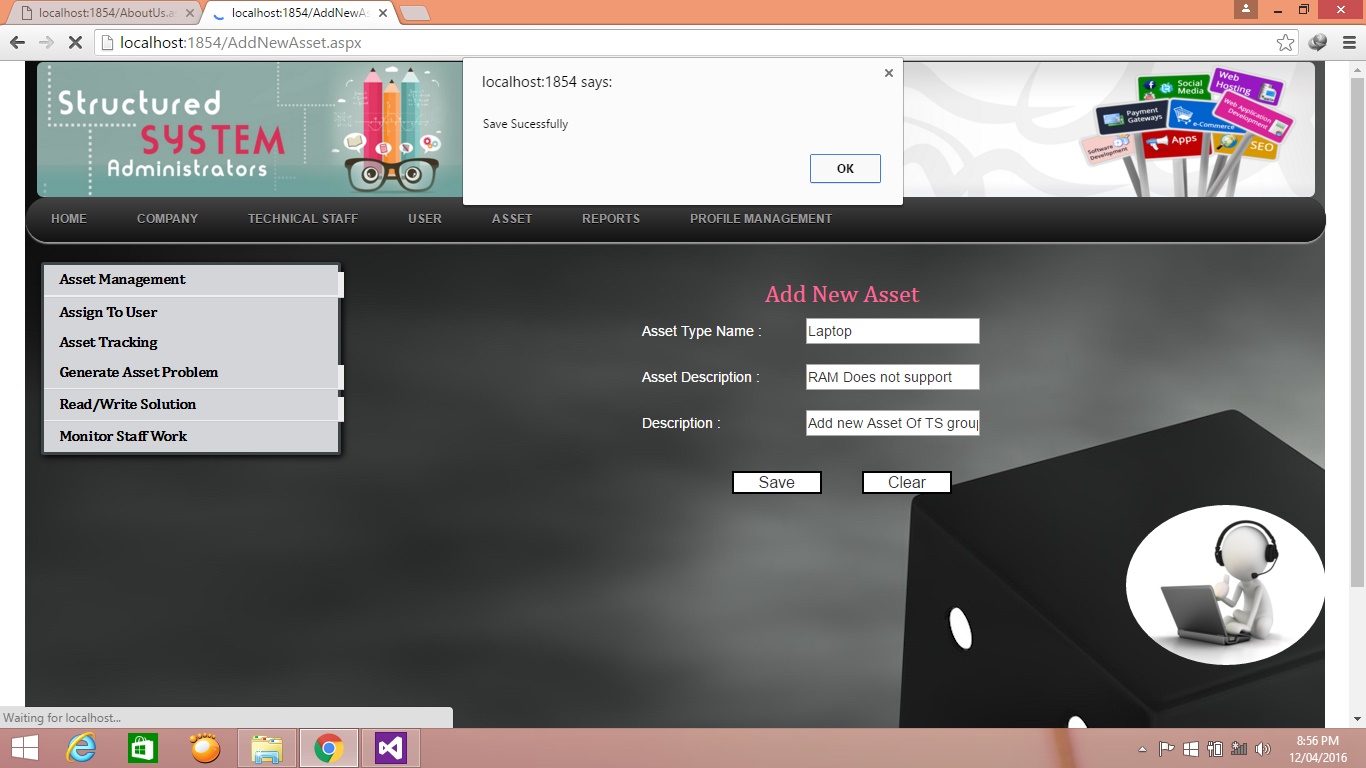 localhost:1854/AboutUs.as
localhost:1854/AddNewAs
localhost:1854/AddNewAsset.aspx
localhost:1854 says:
Save Sucessfully
OK
Structured
SYSTEM
Administrators
Social
Media
Web
Hosting
Payment
Gateways
e-Commerce
Web Application
Development
Software
Development
Apps
SEO
HOME COMPANY TECHNICAL STAFF USER ASSET REPORTS PROFILE MANAGEMENT
Asset Management
Assign To User
Asset Tracking
Generate Asset Problem
Read/Write Solution
Monitor Staff Work
Add New Asset
Asset Type Name : Laptop
Asset Description : RAM Does not support
Description : Add new Asset Of TS group
Save Clear
Waiting for localhost...
8:56 PM
12/04/2016